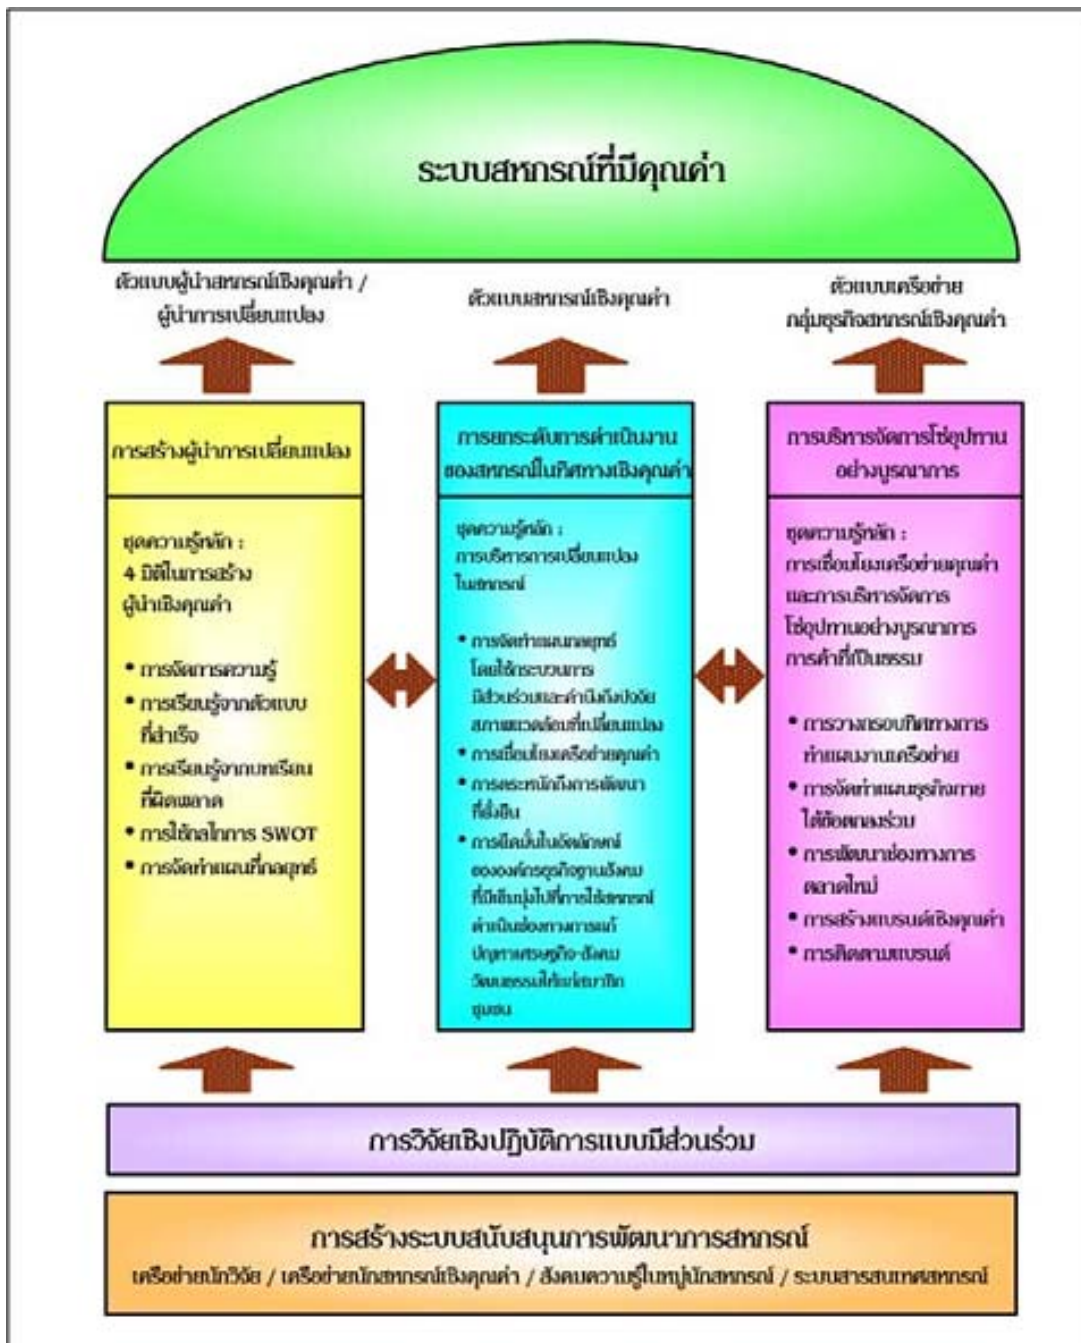 ระบบสหกรณ์ที่มีคุณค่า
ตัวแบบผู้นำสหกรณ์เชิงคุณค่า /
ผู้นำการเปลี่ยนแปลง
ตัวแบบสหกรณ์เชิงคุณค่า
ตัวแบบเครือข่าย
กลุ่มธุรกิจสหกรณ์เชิงคุณค่า
การสร้างผู้นำการเปลี่ยนแปลง
ชุดความรู้หลัก :
4 มิติในการสร้าง
ผู้นำเชิงคุณค่า
• การจัดการความรู้
• การเรียนรู้จากตัวแบบ
ที่สำเร็จ
• การเรียนรู้จากบทเรียน
ที่ผิดพลาด
• การใช้กลไกการ SWOT
• การจัดทำแผนที่กลยุทธ์
การยกระดับการดำเนินงาน
ของสหกรณ์ในทิศทางเชิงคุณค่า
ชุดความรู้หลัก :
การบริหารการเปลี่ยนแปลง
ในสหกรณ์
• การจัดทำแผนกลยุทธ์
โดยใช้กระบวนการ
มีส่วนร่วมและคำนึงถึงปัจจัย
สภาพแวดล้อมที่เปลี่ยนแปลง
• การเชื่อมโยงเครือข่ายคุณค่า
• การตระหนักถึงการพัฒนา
ที่ยั่งยืน
• การยึดมั่นในอัตลักษณ์
ขององค์กรธุรกิจฐานสังคม
ที่มีเข็มมุ่งไปที่การใช้สหกรณ์
ดำเนินช่องทางการแก้
ปัญหาเศรษฐกิจ-สังคม
วัฒนธรรมให้แก่สมาชิก
ชุมชน
การบริหารจัดการโซ่อุปทาน
อย่างบูรณาการ
ชุดความรู้หลัก :
การเชื่อมโยงเครือข่ายคุณค่า
และการบริหารจัดการ
โซ่อุปทานอย่างบูรณาการ
การค้าที่เป็นธรรม
• การวางกรอบทิศทางการ
ทำแผนงานเครือข่าย
• การจัดทำแผนธุรกิจภาย
ใต้ข้อตกลงร่วม
• การพัฒนาช่องทางการ
ตลาดใหม่
• การสร้างแบรนด์เชิงคุณค่า
• การติดตามแบรนด์
การวิจัยเชิงปฏิบัติการแบบมีส่วนร่วม
การสร้างระบบสนับสนุนการพัฒนาการสหกรณ์
เครือข่ายนักวิจัย / เครือข่ายนักสหกรณ์เชิงคุณค่า / สังคมความรู้ในหมู่นักสหกรณ์ / ระบบสารสนเทศสหกรณ์